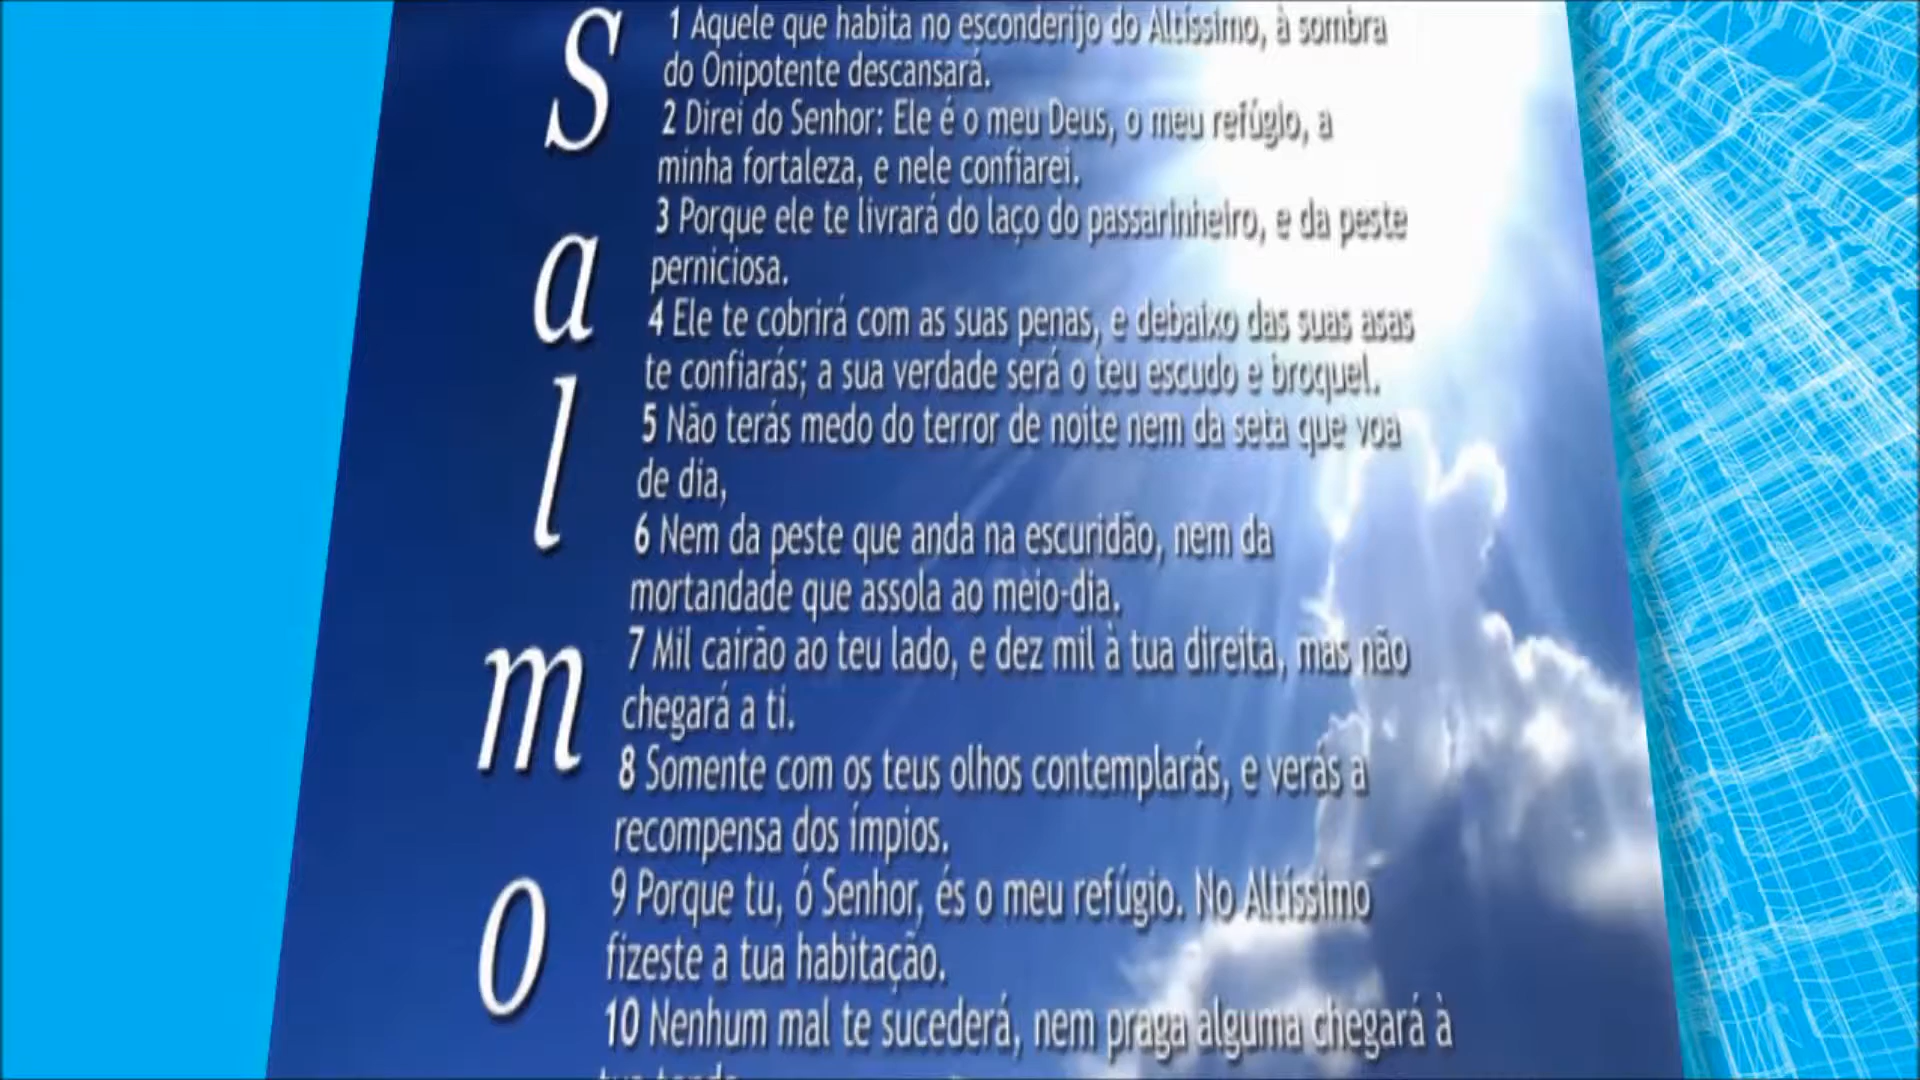 Salmo
1 Aquele que habita no esconderijo do Altíssimo, à sombra
do Onipotente descansará.
2 Direi do Senhor: Ele é o meu Deus, o meu refúgio, a
minha fortaleza, e nele confiarei.
3 Porque ele te livrará do laço do passarinheiro, e da peste
perniciosa.
4 Ele te cobrirá com as suas penas, e debaixo das suas asas
te confiarás; a sua verdade será o teu escudo e broquel.
5 Não terás medo do terror de noite nem da seta que voa
de dia,
6 Nem da peste que anda na escuridão, nem da
mortandade que assola ao meio-dia.
7 Mil cairão ao teu lado, e dez mil à tua direita, mas não
chegará a ti.
8 Somente com os teus olhos contemplarás, e verás a
recompensa dos ímpios.
9 Porque tu, ó Senhor, és o meu refúgio. No Altíssimo
fizeste a tua habitação.
10 Nenhum mal te sucederá, nem praga alguma chegará à